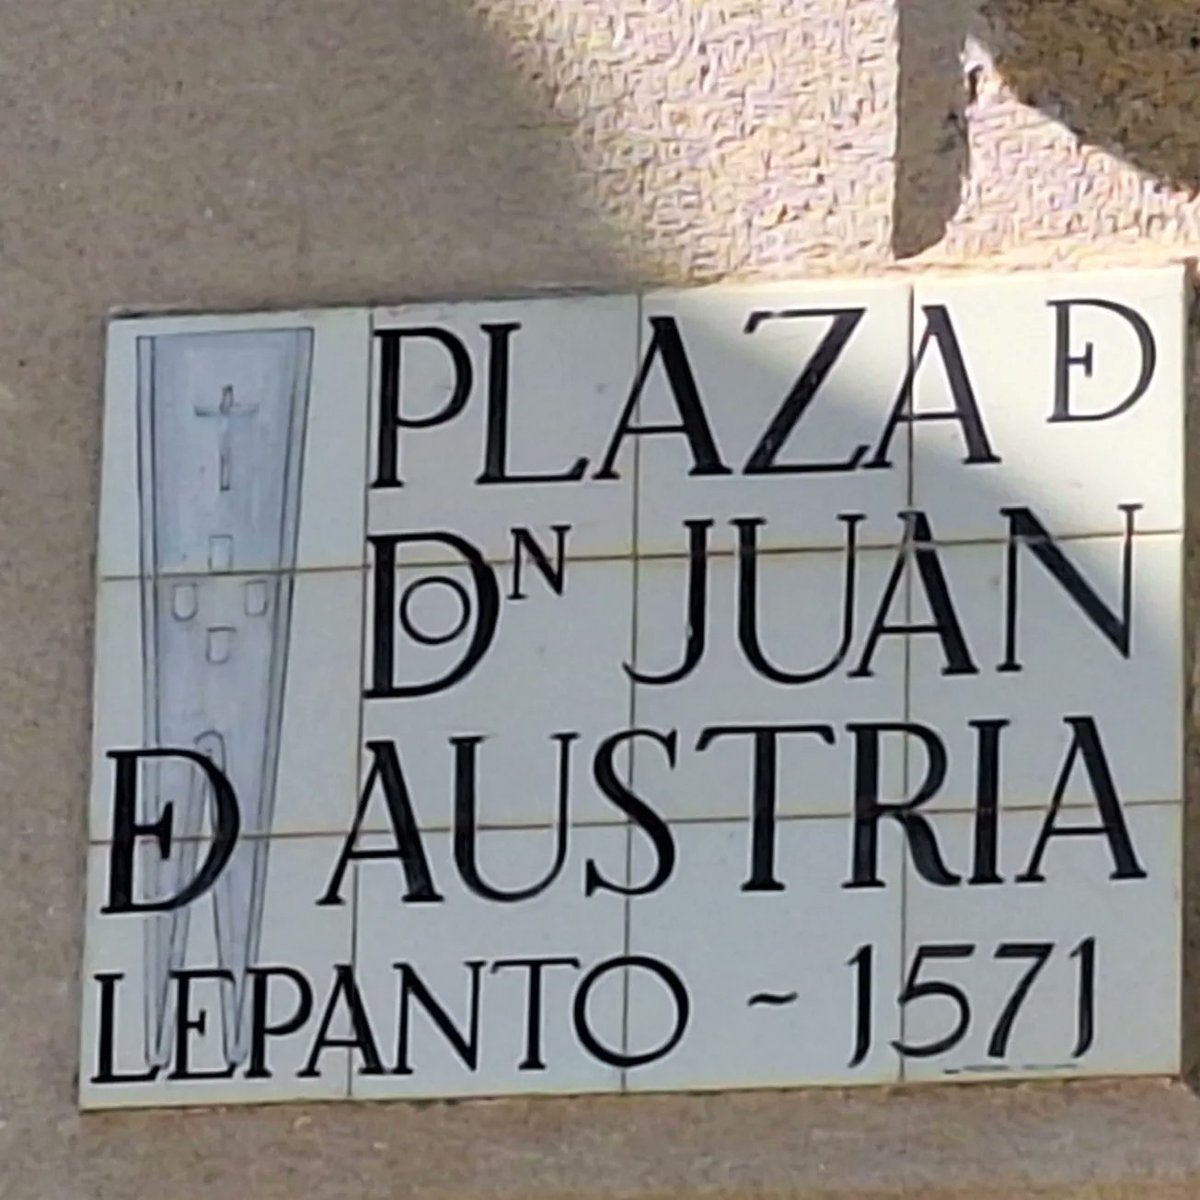 PLAZA DE
DON JUAN
DE AUSTRIA
LEPANTO ~ 1571